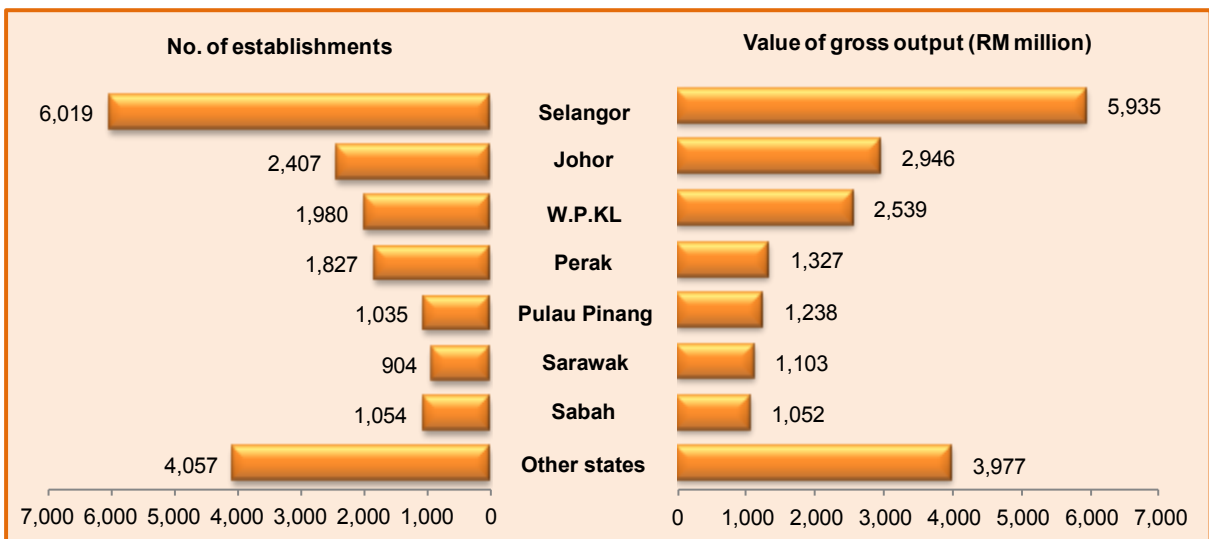 No. of establishments
Value of gross output (RM million)
6,019 Selangor 5,935
2,407 Johor 2,946
1,980 W.P.KL 2,539
1,827 Perak 1,327
1,035 Pulau Pinang 1,238
904 Sarawak 1,103
1,054 Sabah 1,052
4,057 Other states 3,977
7,000 6,000 5,000 4,000 3,000 2,000 1,000 0
0 1,000 2,000 3,000 4,000 5,000 6,000 7,000